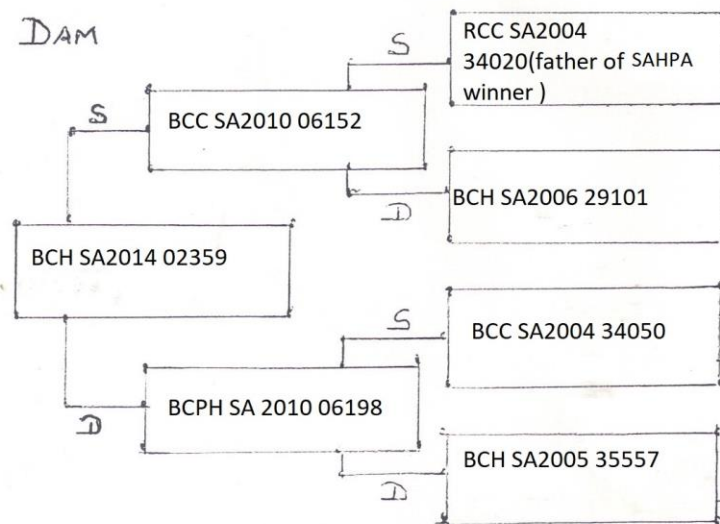 DAM
S
RCC SA2004
34020(father of SAHPA
winner )
S
BCC SA2010 06152
D
BCH SA2006 29101
BCH SA2014 02359
S
BCC SA2004 34050
D
BCPH SA 2010 06198
D
BCH SA2005 35557